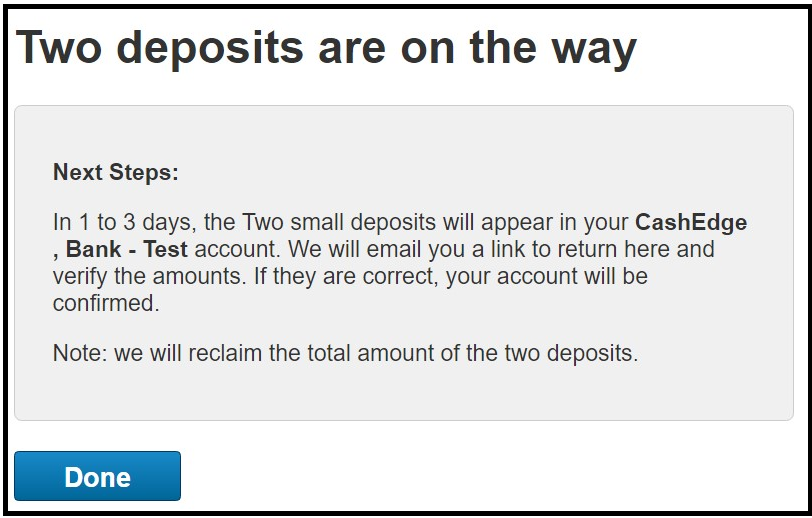 Two deposits are on the way
Next Steps:
In 1 to 3 days, the Two small deposits will appear in your CashEdge
, Bank - Test account. We will email you a link to return here and
verify the amounts. If they are correct, your account will be
confirmed.
Note: we will reclaim the total amount of the two deposits.
Done